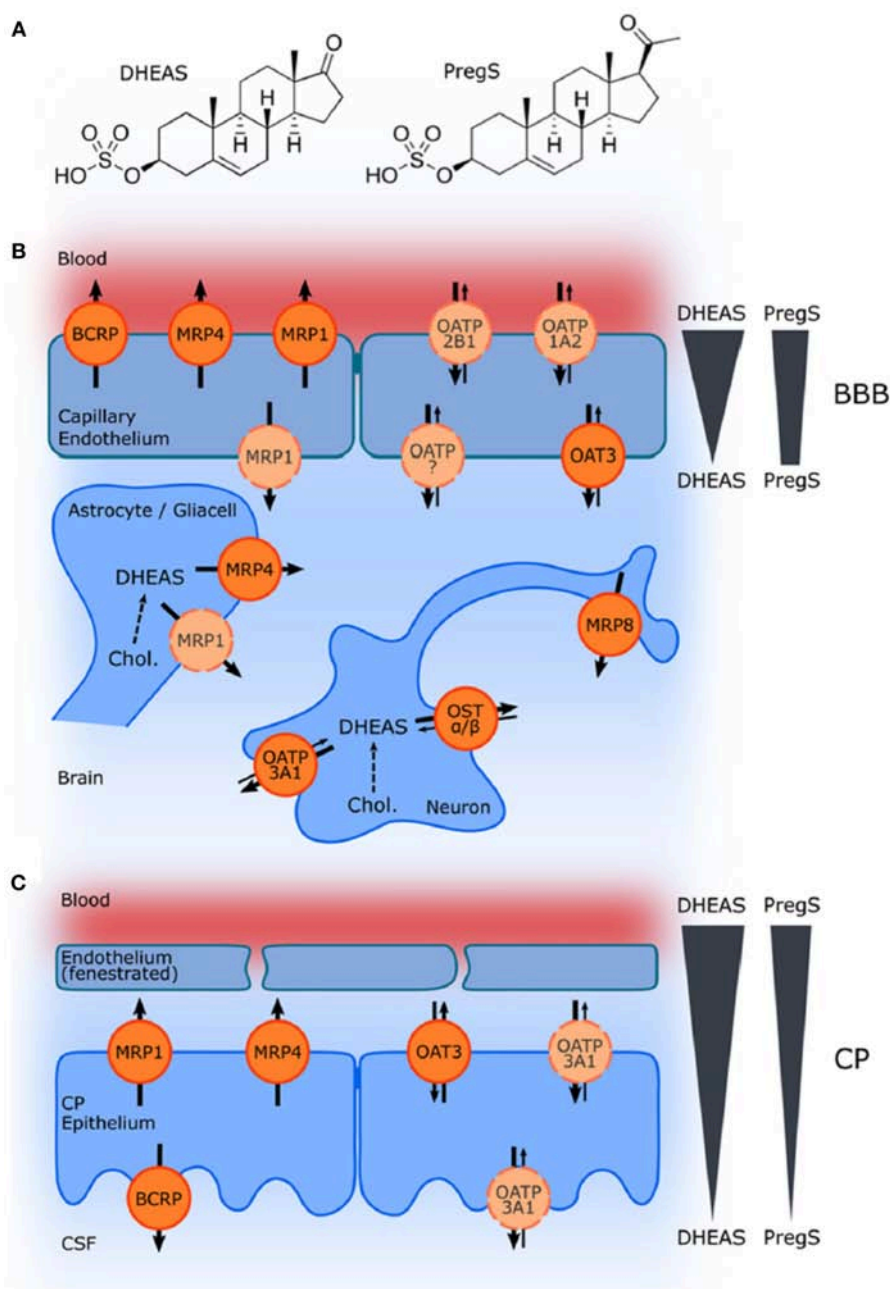 A
DHEAS
PregS
O
O
H
H
H
H
H
H
O
O
S
HO
O
O
O
S
HO
O
B
Blood
BCRP
MRP4
MRP1
OATP
2B1
OATP
1A2
DHEAS
PregS
BBB
Capillary
Endothelium
MRP1
OATP
?
OAT3
DHEAS
PregS
Astrocyte / Gliacell
DHEAS
MRP4
MRP1
Chol.
MRP8
DHEAS
OST
α/β
OATP
3A1
Brain
Chol.
Neuron
C
Blood
DHEAS
PregS
Endothelium
(fenestrated)
MRP1
MRP4
OAT3
OATP
3A1
CP
CP
Epithelium
BCRP
OATP
3A1
CSF
DHEAS
PregS